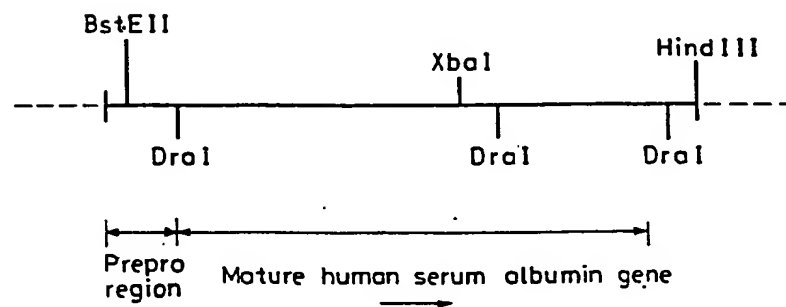 BstEII
XbaI
HindIII
DraI
DraI
DraI
Prepro
region
Mature human serum albumin gene